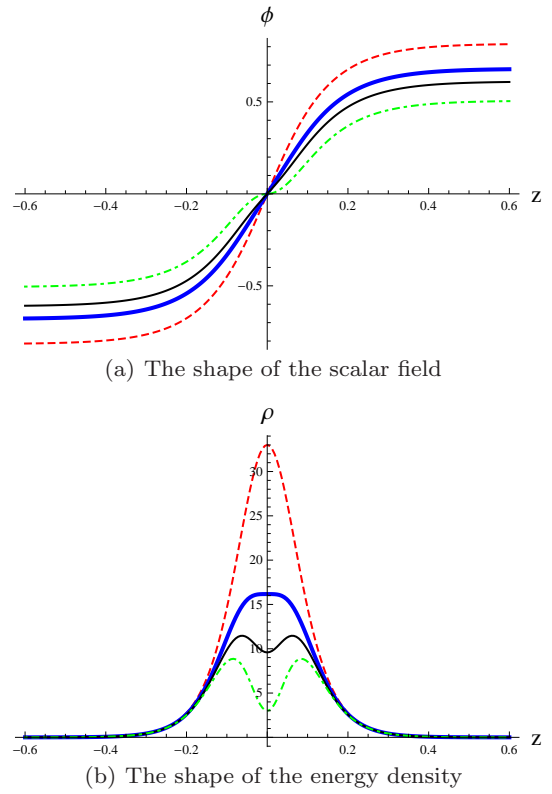 ϕ
0.5
−0.6 −0.4 −0.2 0.2 0.4 0.6 z
−0.5
(a) The shape of the scalar field
ρ
30
25
20
15
10
5
−0.6 −0.4 −0.2 0.2 0.4 0.6 z
(b) The shape of the energy density